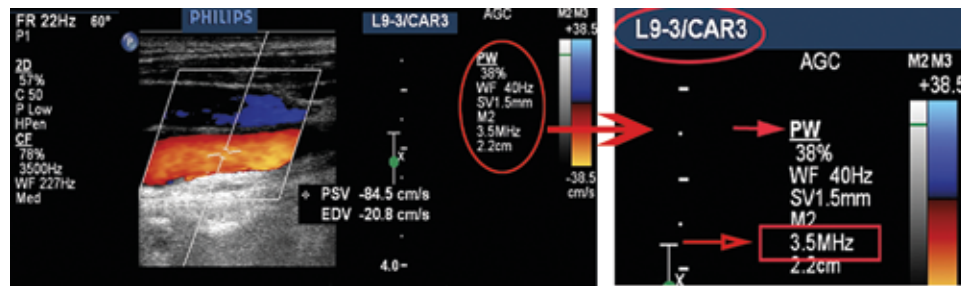 FR 22Hz 60°
P1
2D
57%
C 50
P Low
HPen
CF
78%
3500Hz
WF 227Hz
Med
PHILIPS
P
L9-3/CAR3
AGC
M2 M3
+38.5
PW
38%
WF 40Hz
SV1.5mm
M2
3.5MHz
2.2cm
-38.5
cm/s
x
PSV -84.5 cm/s
EDV -20.8 cm/s
4.0
L9-3/CAR3
AGC
M2 M3
+38.5
PW
38%
WF 40Hz
SV1.5mm
M2
3.5MHz
2.2cm
x